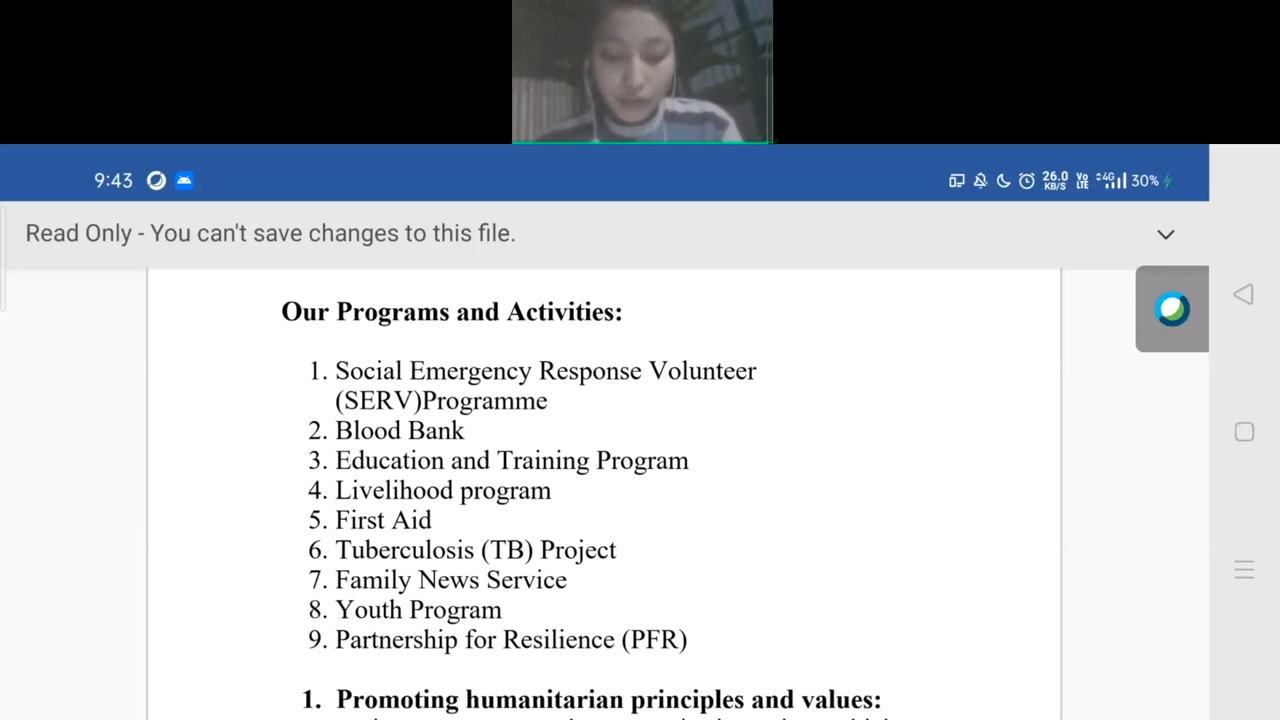 9:43
26.0
KB/S
Vo
LTE
4G
30%
Read Only - You can't save changes to this file.
Our Programs and Activities:
1. Social Emergency Response Volunteer
(SERV)Programme
2. Blood Bank
3. Education and Training Program
4. Livelihood program
5. First Aid
6. Tuberculosis (TB) Project
7. Family News Service
8. Youth Program
9. Partnership for Resilience (PFR)
1. Promoting humanitarian principles and values: